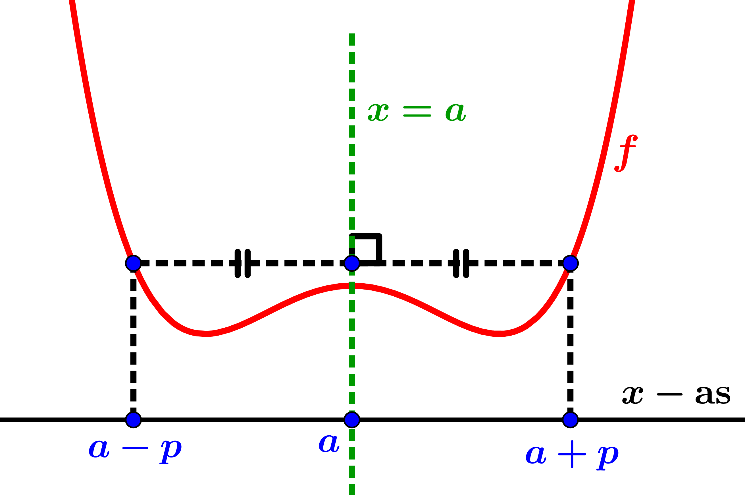 x = a
f
x − as
a − p
a
a + p